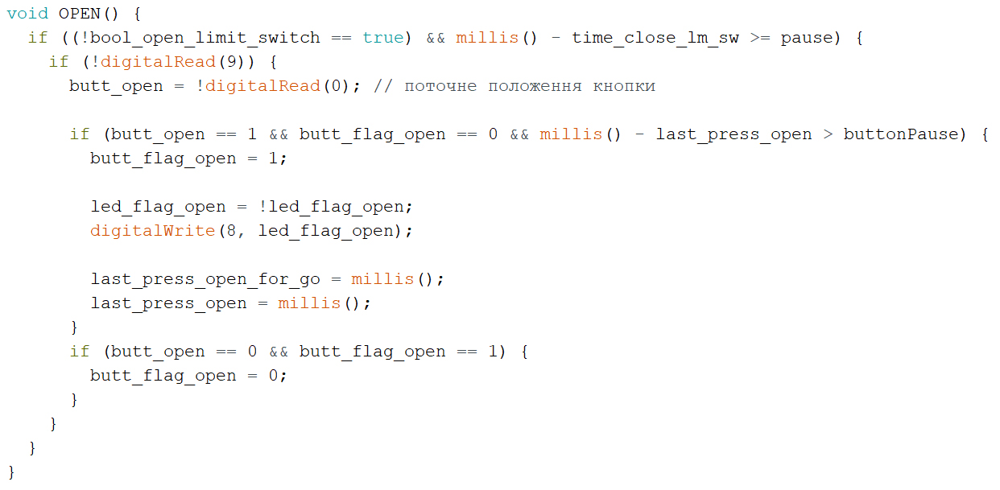 void OPEN() {
  if ((!bool_open_limit_switch == true) && millis() - time_close_lm_sw >= pause) {
    if (!digitalRead(9)) {
      butt_open = !digitalRead(0); // поточне положення кнопки

      if (butt_open == 1 && butt_flag_open == 0 && millis() - last_press_open > buttonPause) {
        butt_flag_open = 1;

        led_flag_open = !led_flag_open;
        digitalWrite(8, led_flag_open);

        last_press_open_for_go = millis();
        last_press_open = millis();
      }
      if (butt_open == 0 && butt_flag_open == 1) {
        butt_flag_open = 0;
      }
    }
  }
}